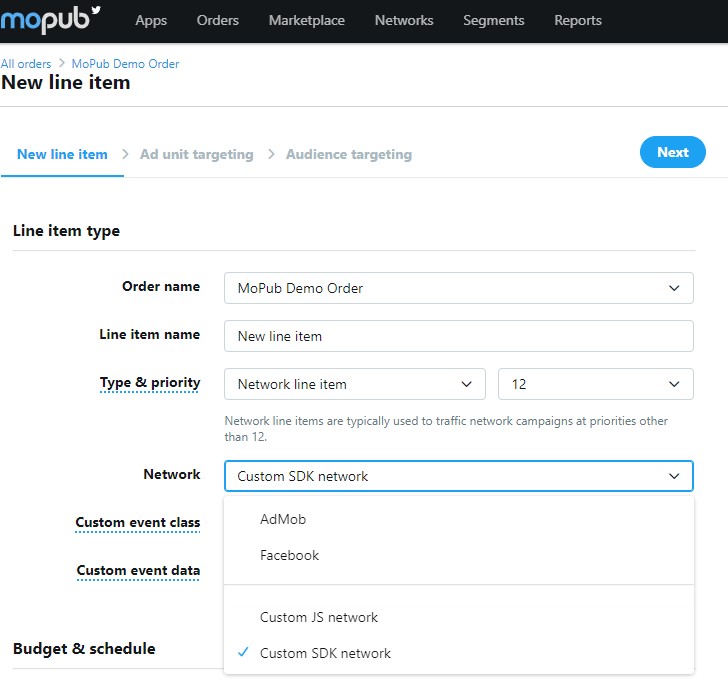 mopub Apps Orders Marketplace Networks Segments Reports
All orders > MoPub Demo Order
New line item
New line item > Ad unit targeting > Audience targeting Next
Line item type
Order name MoPub Demo Order
Line item name New line item
Type & priority Network line item 12
Network line items are typically used to traffic network campaigns at priorities other
than 12.
Network Custom SDK network
AdMob
Custom event class
Facebook
Custom event data
Custom JS network
Budget & schedule
✓ Custom SDK network